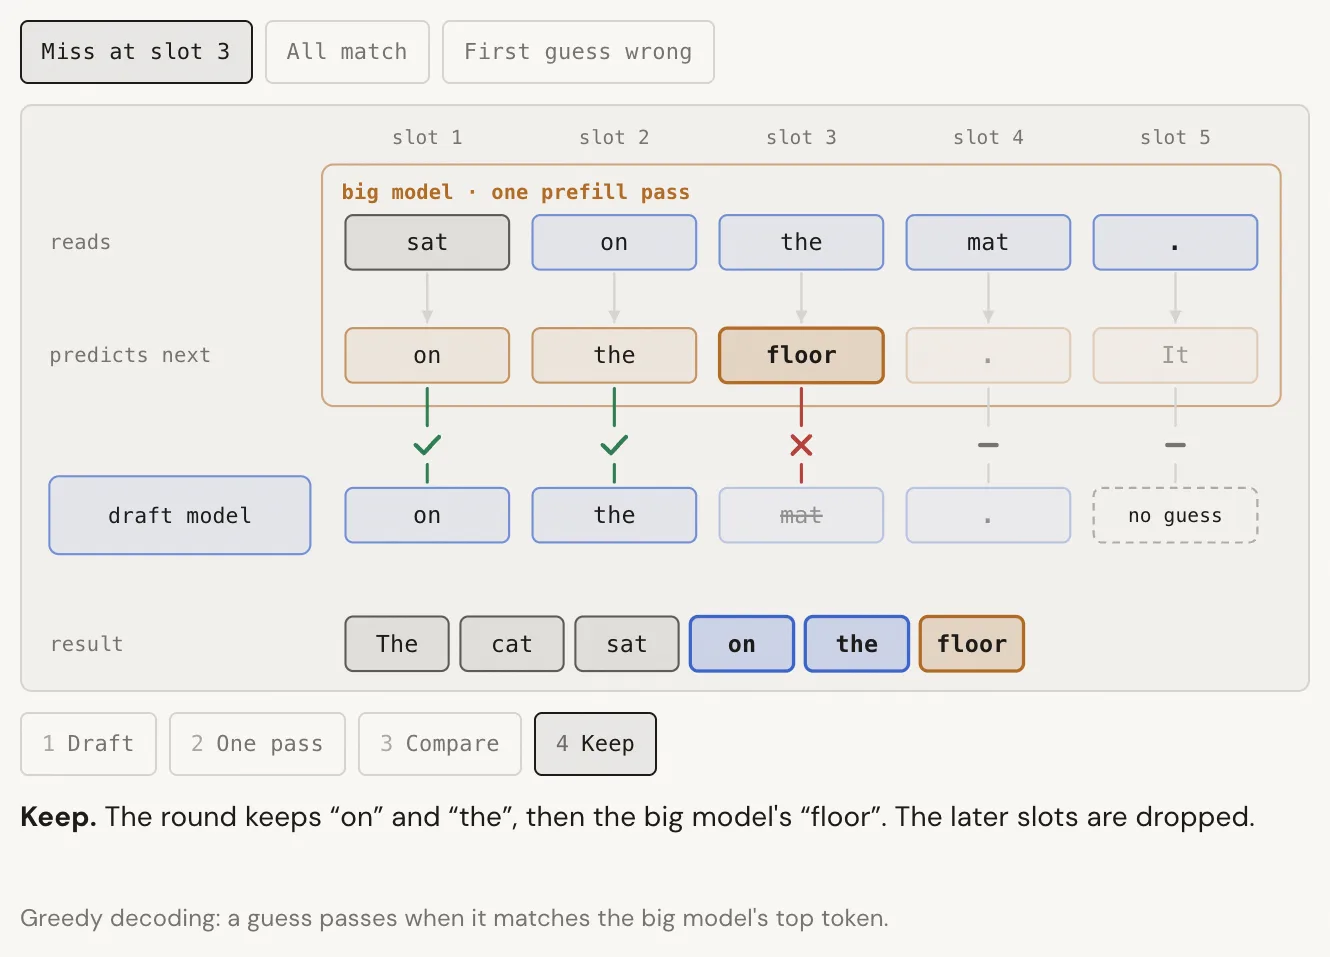 Miss at slot 3 All match First guess wrong
slot 1 slot 2 slot 3 slot 4 slot 5
big model · one prefill pass
reads sat on the mat .
predicts next on the floor . It
draft model on the mat . no guess
result The cat sat on the floor
1 Draft 2 One pass 3 Compare 4 Keep
Keep. The round keeps “on” and “the”, then the big model's “floor”. The later slots are dropped.
Greedy decoding: a guess passes when it matches the big model's top token.